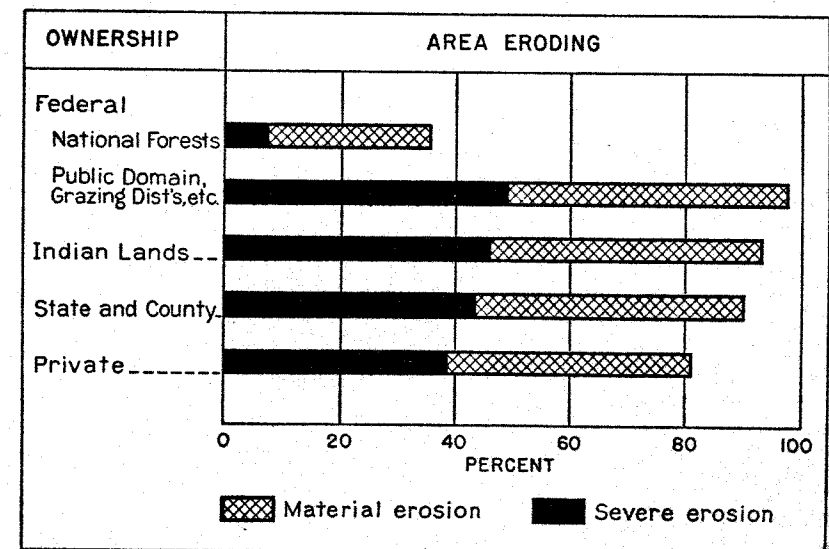 OWNERSHIP
AREA ERODING
Federal
National Forests
Public Domain,
Grazing Dist's,etc.
Indian Lands
State and County
Private
0 20 40 60 80 100
PERCENT
Material erosion Severe erosion